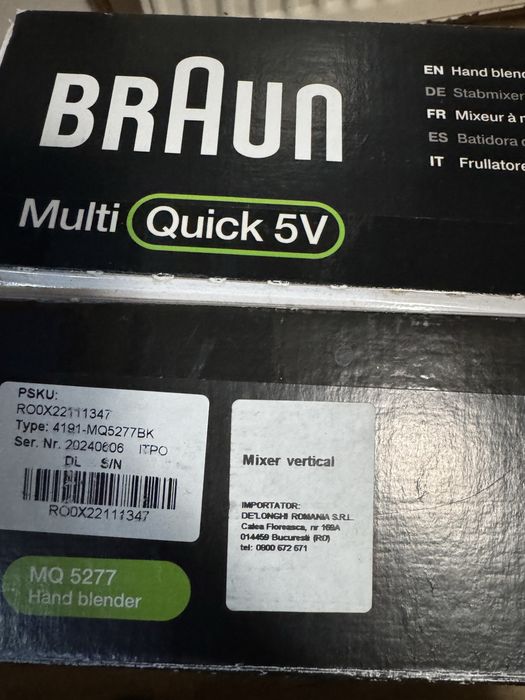 BRAUN
Multi Quick 5V
EN Hand blende
DE Stabmixer
FR Mixeur à
ES Batidora
IT Frullatore
PSKU:
RO0X22111347
Type: 4191-MQ5277BK
Ser. Nr. 20240606 ITPO
DL S/N
RO0X22111347
MQ 5277
Hand blender
Mixer vertical
IMPORTATOR:
DE'LONGHI ROMANIA S.R.L.
Calea Floreasca, nr 169A
014459 Bucuresti (RO)
tel: 0800 672 671